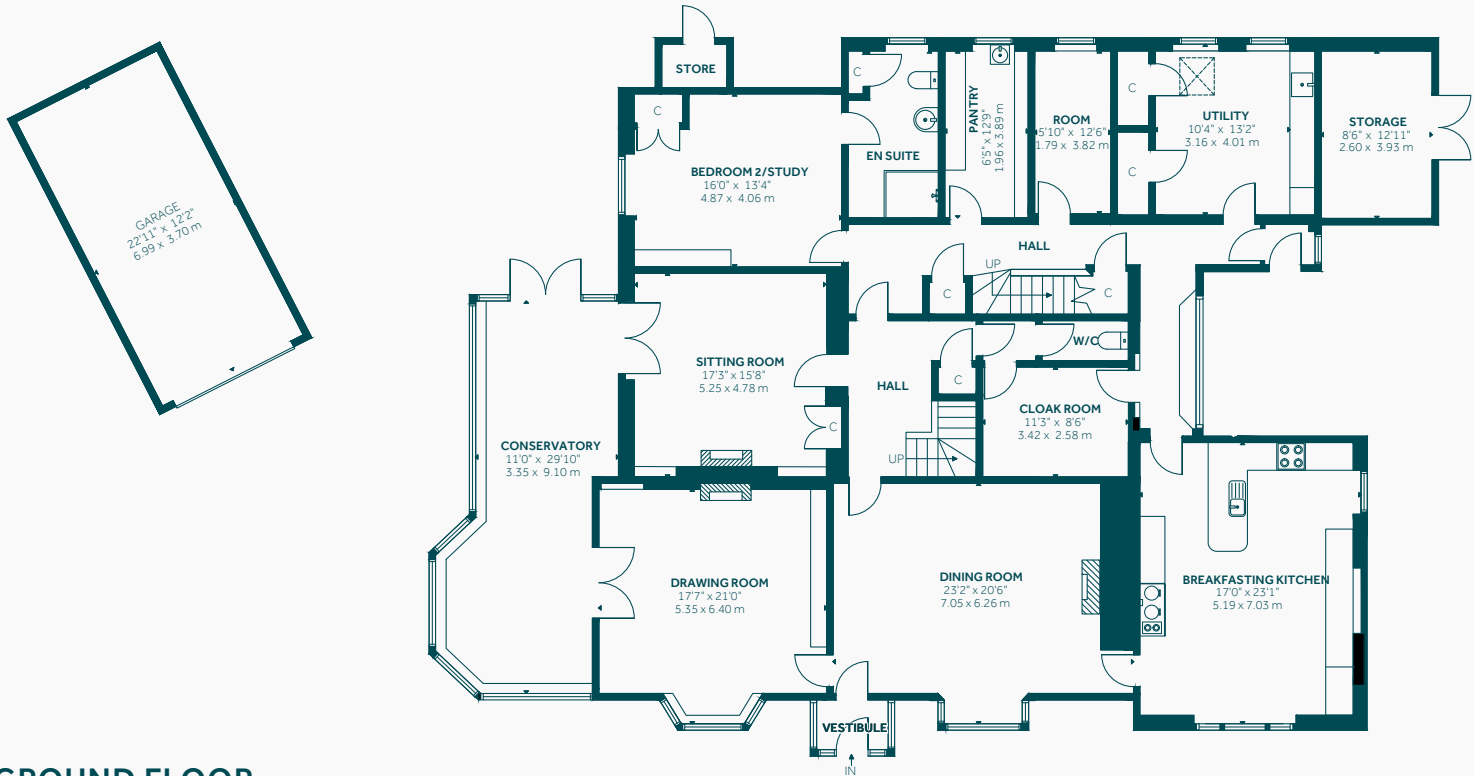 STORE
C
BEDROOM 2/STUDY
16'0" x 13'4"
4.87 x 4.06 m
C
EN SUITE
PANTRY
6'5" x 12'9"
1.96 x 3.89 m
ROOM
5'10" x 12'6"
1.79 x 3.82 m
C
C
UTILITY
10'4" x 13'2"
3.16 x 4.01 m
STORAGE
8'6" x 12'11"
2.60 x 3.93 m
GARAGE
22'11" x 12'2"
6.99 x 3.70 m
HALL
UP
C
C
SITTING ROOM
17'3" x 15'8"
5.25 x 4.78 m
C
HALL
C
UP
W/C
CLOAK ROOM
11'3" x 8'6"
3.42 x 2.58 m
CONSERVATORY
11'0" x 29'10"
3.35 x 9.10 m
DRAWING ROOM
17'7" x 21'0"
5.35 x 6.40 m
DINING ROOM
23'2" x 20'6"
7.05 x 6.26 m
BREAKFASTING KITCHEN
17'0" x 23'1"
5.19 x 7.03 m
VESTIBULE
IN
GROUND FLOOR